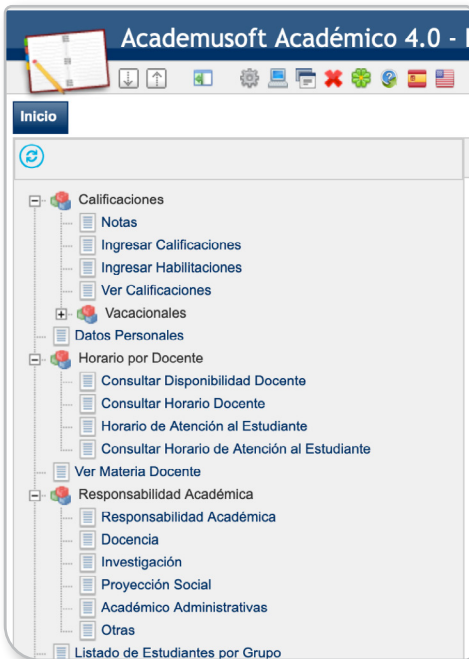 Academusoft Académico 4.0 -
Inicio
Calificaciones
Notas
Ingresar Calificaciones
Ingresar Habilitaciones
Ver Calificaciones
Vacacionales
Datos Personales
Horario por Docente
Consultar Disponibilidad Docente
Consultar Horario Docente
Horario de Atención al Estudiante
Consultar Horario de Atención al Estudiante
Ver Materia Docente
Responsabilidad Académica
Responsabilidad Académica
Docencia
Investigación
Proyección Social
Académico Administrativas
Otras
Listado de Estudiantes por Grupo